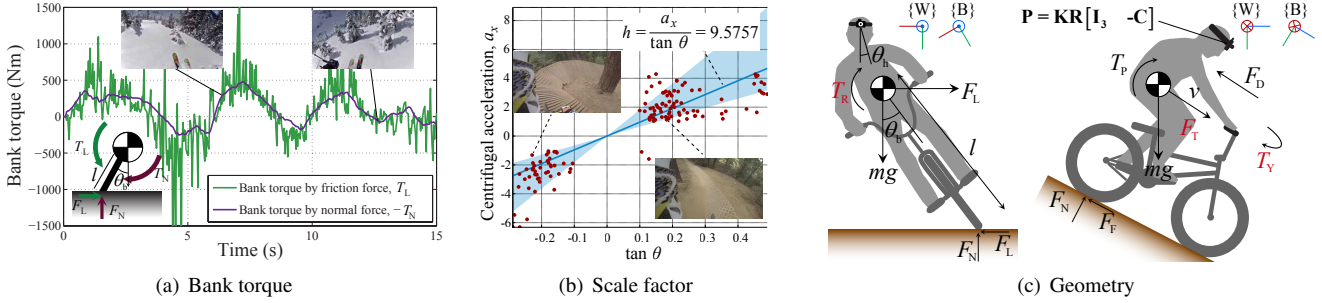 1500
1000
500
0
-500
-1000
-1500
Bank torque (Nm)
T_L
l
θ_b
T_N
F_L
F_N
Bank torque by friction force, T_L
Bank torque by normal force, −T_N
0
5
10
15
Time (s)
(a) Bank torque
Centrifugal acceleration, a_x
6
4
2
0
-2
-4
-6
h = a_x / tan θ = 9.5757
-0.2
-0.1
0
0.1
0.2
0.3
0.4
tan θ
(b) Scale factor
{W} {B}
θ_h
T_R
F_L
θ_b
l
mg
F_N
F_L
P = KR[I_3 -C]
{W} {B}
T_P
F_D
v
F_T
mg
T_Y
F_N
F_F
(c) Geometry